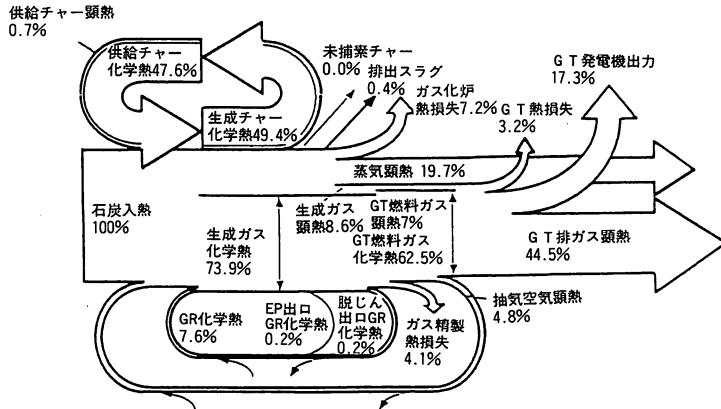 供給チャー顕熱
0.7%
供給チャー
化学熱47.6%
生成チャー
化学熱49.4%
未捕集チャー
0.0%
排出スラグ
0.4%
ガス化炉
熱損失7.2%
GT熱損失
3.2%
GT発電機出力
17.3%
蒸気顕熱 19.7%
石炭入熱
100%
生成ガス
化学熱
73.9%
生成ガス
顕熱8.6%
GT燃料ガス
顕熱7%
GT燃料ガス
化学熱62.5%
GT排ガス顕熱
44.5%
抽気空気顕熱
4.8%
GR化学熱
7.6%
EP出口
GR化学熱
0.2%
脱じん
出口GR
化学熱
0.2%
ガス精製
熱損失
4.1%